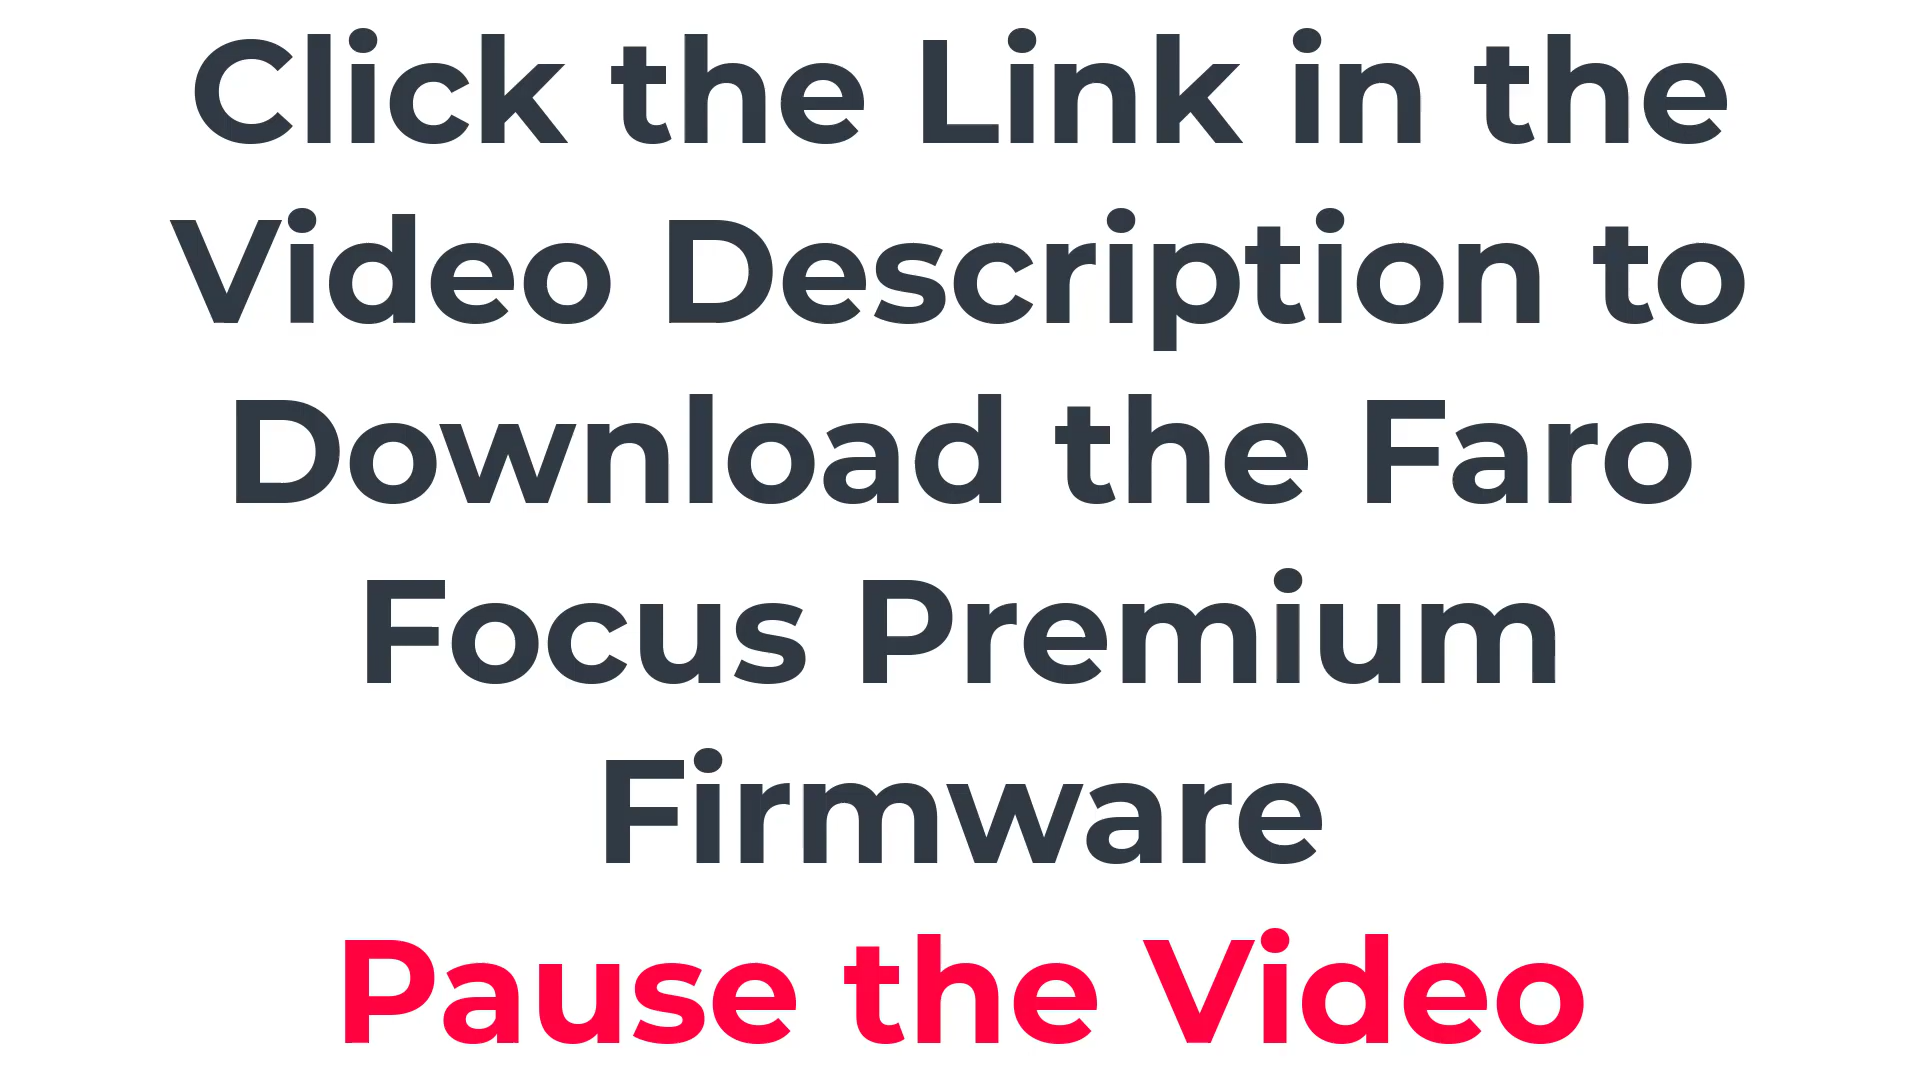 Click the Link in the
Video Description to
Download the Faro
Focus Premium
Firmware
Pause the Video